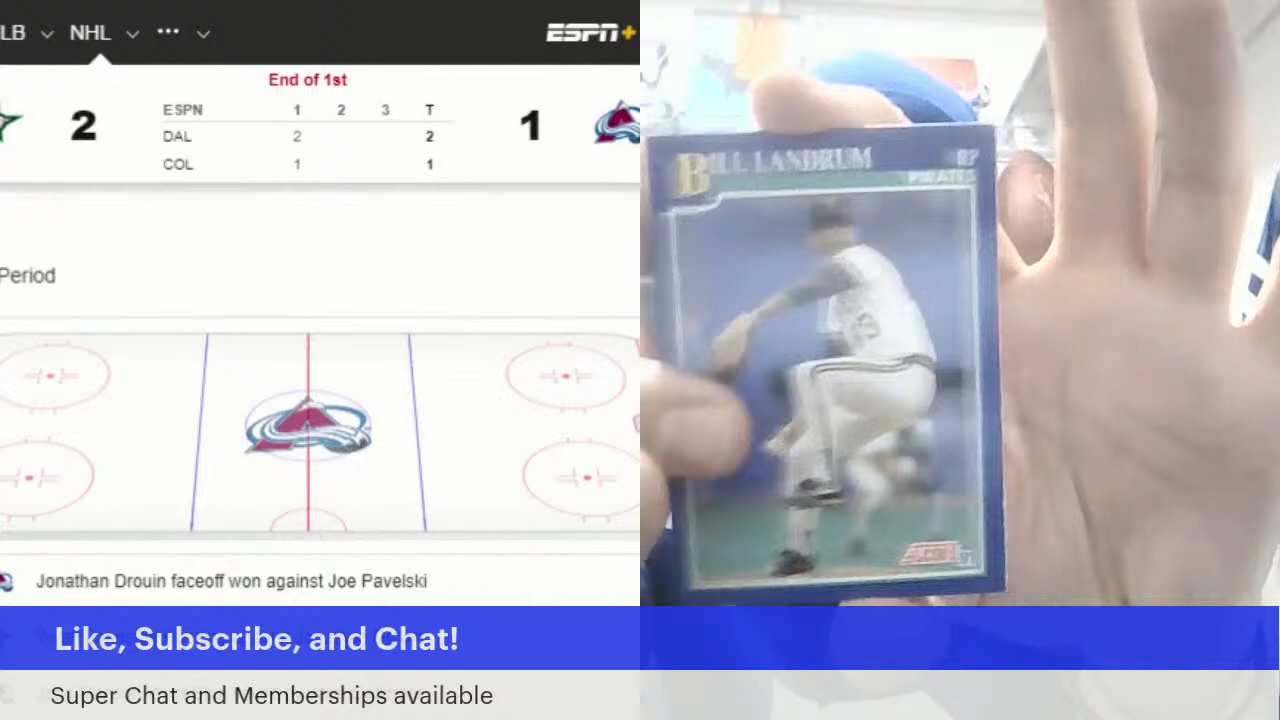 LB NHL ...
ESPN+
End of 1st
2
ESPN 1 2 3 T
DAL 2 2
COL 1 1
1
Period
Jonathan Drouin faceoff won against Joe Pavelski
BILL LANDRUM RP
PIRATES
Like, Subscribe, and Chat!
Super Chat and Memberships available